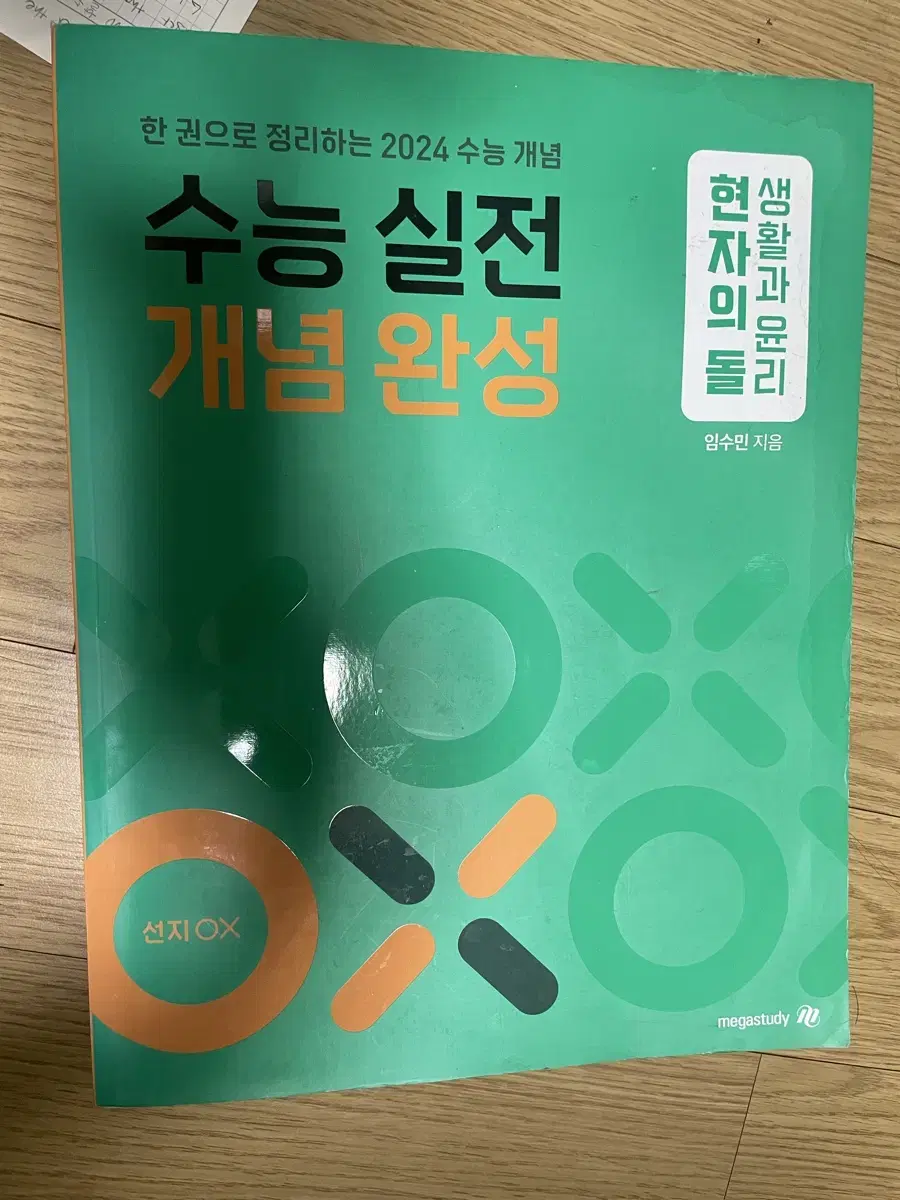 한 권으로 정리하는 2024 수능 개념
수능 실전
개념 완성
생활과 윤리
현자의 돌
임수민 지음
선지 OX
megastudy